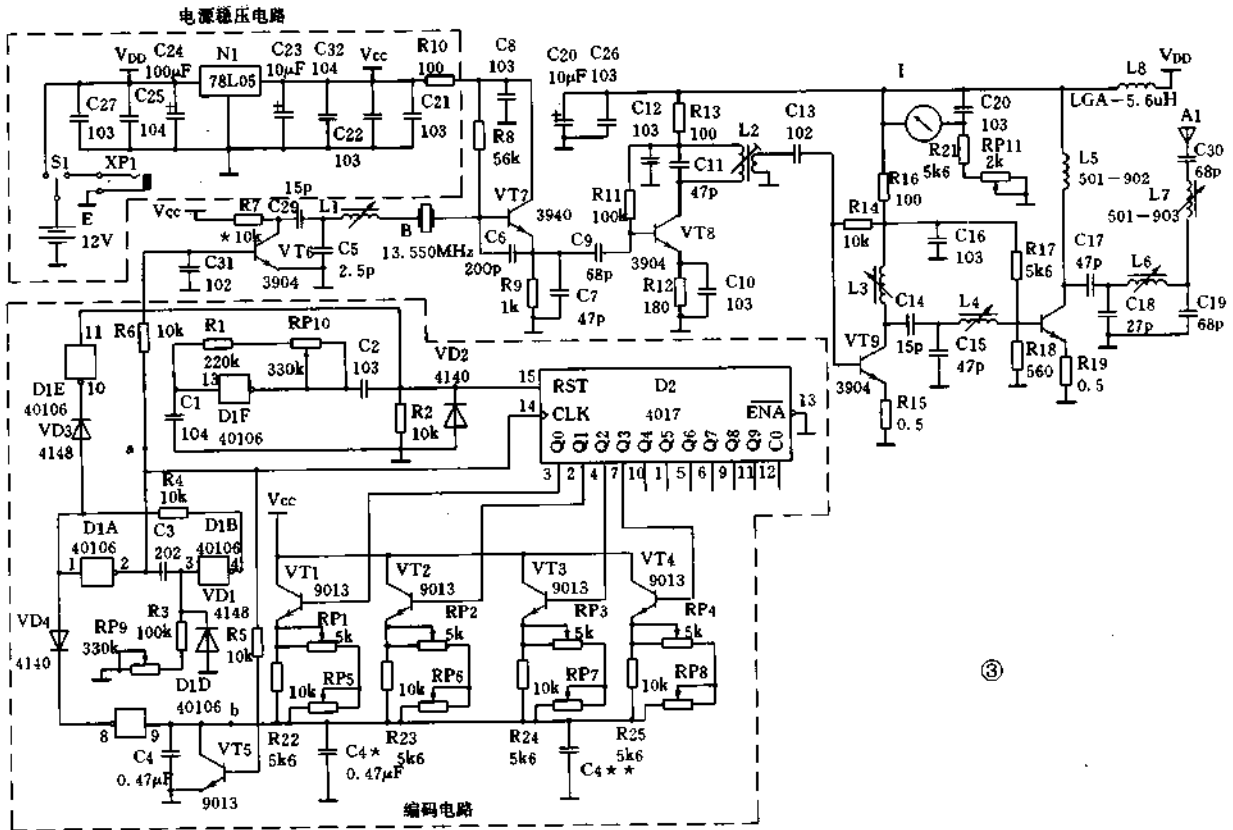 电源稳压电路
VDD
C24
100μF
N1
78L05
C23
10μF
C32
104
Vcc
R10
100
C8
103
C27
103
C25
104
C22
103
C21
103
S1
XP1
E
12V
R8
56k
VT7
3940
C20
10μF
C26
103
C12
103
R13
100
L2
C13
102
C11
47p
R11
100k
VT8
3904
I
C20
103
R21
5k6
RP11
2k
R16
100
L8
LGA-5.6uH
VDD
A1
C30
68p
L5
501-902
L7
501-903
15p
C29
L1
Vcc
R7
*10k
VT6
3904
C5
2.5p
B
13.550MHz
C31
102
C6
200p
R9
1k
C7
47p
C9
68p
R12
180
C10
103
R14
10k
C16
103
R17
5k6
C17
47p
L6
L3
C14
15p
L4
C18
27p
C19
68p
VT9
3904
C15
47p
R18
560
R19
0.5
R15
0.5
11
R6
10k
R1
220k
RP10
330k
C2
103
VD2
4140
10
D1E
40106
VD3
4148
13
D1F
40106
C1
104
R2
10k
15
RST
14
CLK
D2
4017
ENA
13
Q0
Q1
Q2
Q3
Q4
Q5
Q6
Q7
Q8
Q9
C0
3
2
4
7
10
1
5
6
9
11
12
a
R4
10k
Vcc
D1A
40106
C3
202
D1B
40106
1
2
3
4
VD1
4148
VD4
4140
RP9
330k
R3
100k
R5
10k
D1D
40106
8
9
b
C4
0.47μF
VT5
9013
VT1
9013
VT2
9013
VT3
9013
VT4
9013
RP1
5k
RP2
5k
RP3
5k
RP4
5k
10k
RP5
10k
RP6
10k
RP7
10k
RP8
R22
5k6
R23
5k6
R24
5k6
R25
5k6
C4*
0.47μF
C4**
编码电路
③